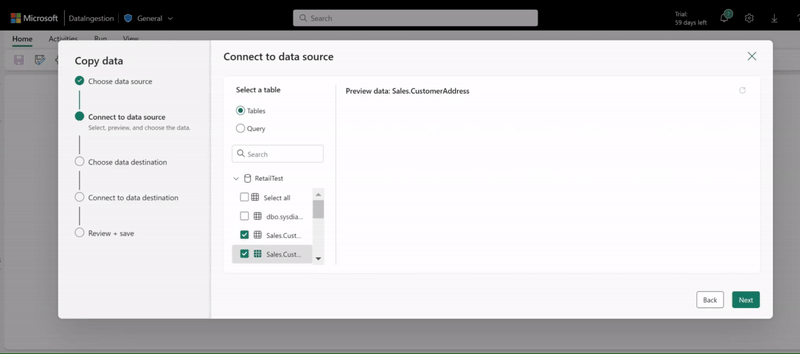 Microsoft DataIngestion General Search Trial:
59 days left
Home Activities Run View
Copy data
Choose data source
Connect to data source
Select, preview, and choose the data.
Choose data destination
Connect to data destination
Review + save
Connect to data source
Select a table
Tables
Query
Search
RetailTest
Select all
dbo.sysdia...
Sales.Cust...
Sales.Cust...
Preview data: Sales.CustomerAddress
Back Next